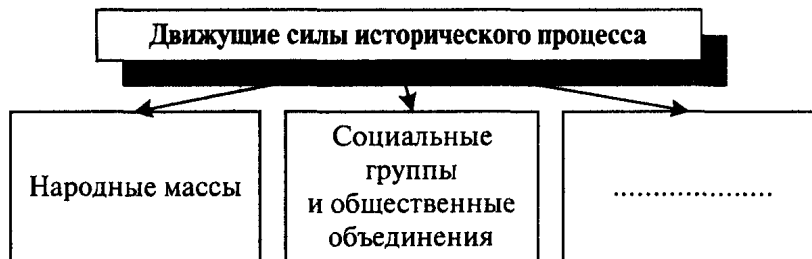 Движущие силы исторического процесса
Народные массы
Социальные
группы
и общественные
объединения
....................